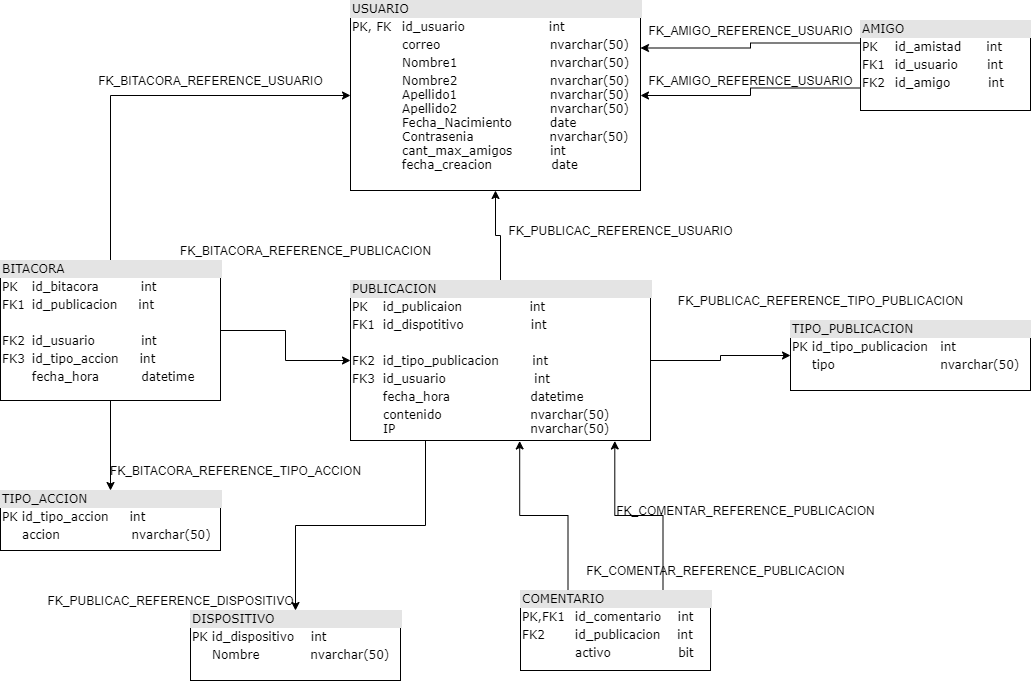 USUARIO
PK, FK id_usuario int
correo nvarchar(50)
Nombre1 nvarchar(50)
Nombre2 nvarchar(50)
Apellido1 nvarchar(50)
Apellido2 nvarchar(50)
Fecha_Nacimiento date
Contrasenia nvarchar(50)
cant_max_amigos int
fecha_creacion date
FK_AMIGO_REFERENCE_USUARIO
FK_AMIGO_REFERENCE_USUARIO
AMIGO
PK id_amistad int
FK1 id_usuario int
FK2 id_amigo int
FK_BITACORA_REFERENCE_USUARIO
FK_PUBLICAC_REFERENCE_USUARIO
FK_BITACORA_REFERENCE_PUBLICACION
BITACORA
PK id_bitacora int
FK1 id_publicacion int
FK2 id_usuario int
FK3 id_tipo_accion int
fecha_hora datetime
PUBLICACION
PK id_publicaion int
FK1 id_dispotitivo int
FK2 id_tipo_publicacion int
FK3 id_usuario int
fecha_hora datetime
contenido nvarchar(50)
IP nvarchar(50)
FK_PUBLICAC_REFERENCE_TIPO_PUBLICACION
TIPO_PUBLICACION
PK id_tipo_publicacion int
tipo nvarchar(50)
FK_BITACORA_REFERENCE_TIPO_ACCION
TIPO_ACCION
PK id_tipo_accion int
accion nvarchar(50)
FK_COMENTAR_REFERENCE_PUBLICACION
FK_COMENTAR_REFERENCE_PUBLICACION
FK_PUBLICAC_REFERENCE_DISPOSITIVO
DISPOSITIVO
PK id_dispositivo int
Nombre nvarchar(50)
COMENTARIO
PK,FK1 id_comentario int
FK2 id_publicacion int
activo bit